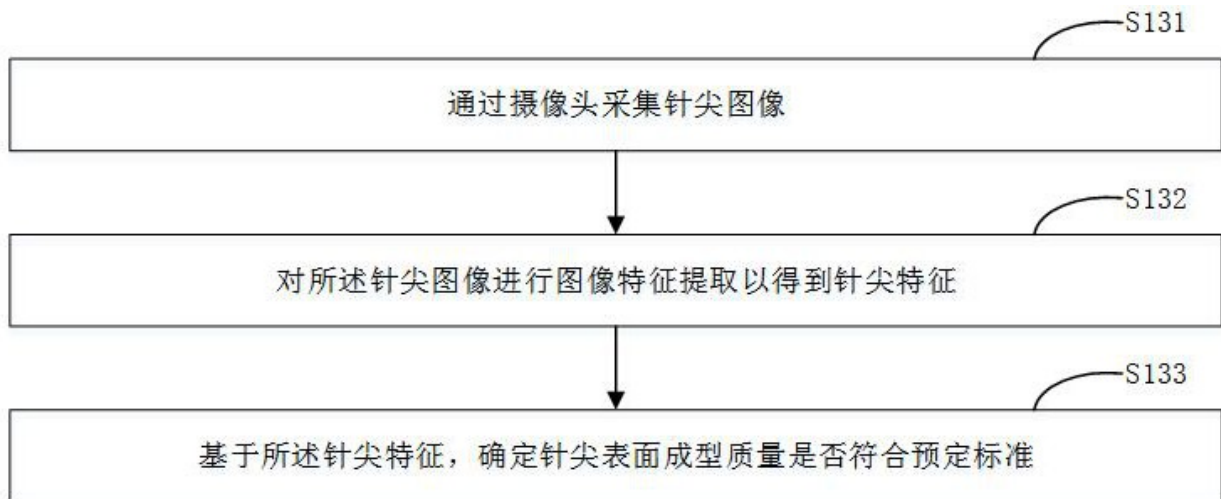 S131
通过摄像头采集针尖图像
S132
对所述针尖图像进行图像特征提取以得到针尖特征
S133
基于所述针尖特征，确定针尖表面成型质量是否符合预定标准